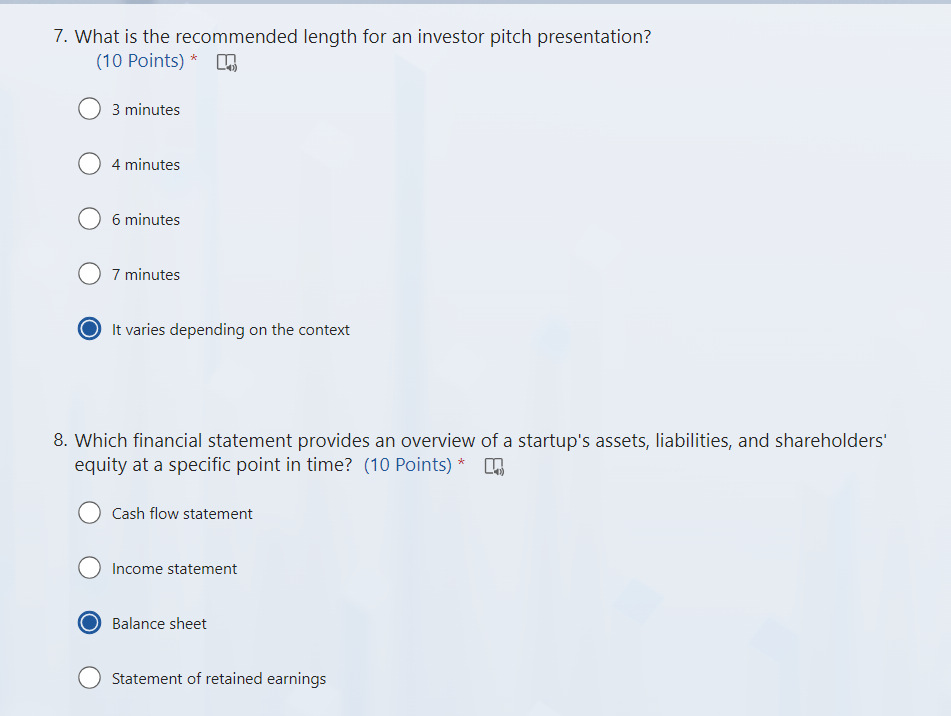 7. What is the recommended length for an investor pitch presentation?
(10 Points) *
3 minutes
4 minutes
6 minutes
7 minutes
It varies depending on the context
8. Which financial statement provides an overview of a startup's assets, liabilities, and shareholders'
equity at a specific point in time? (10 Points) *
Cash flow statement
Income statement
Balance sheet
Statement of retained earnings